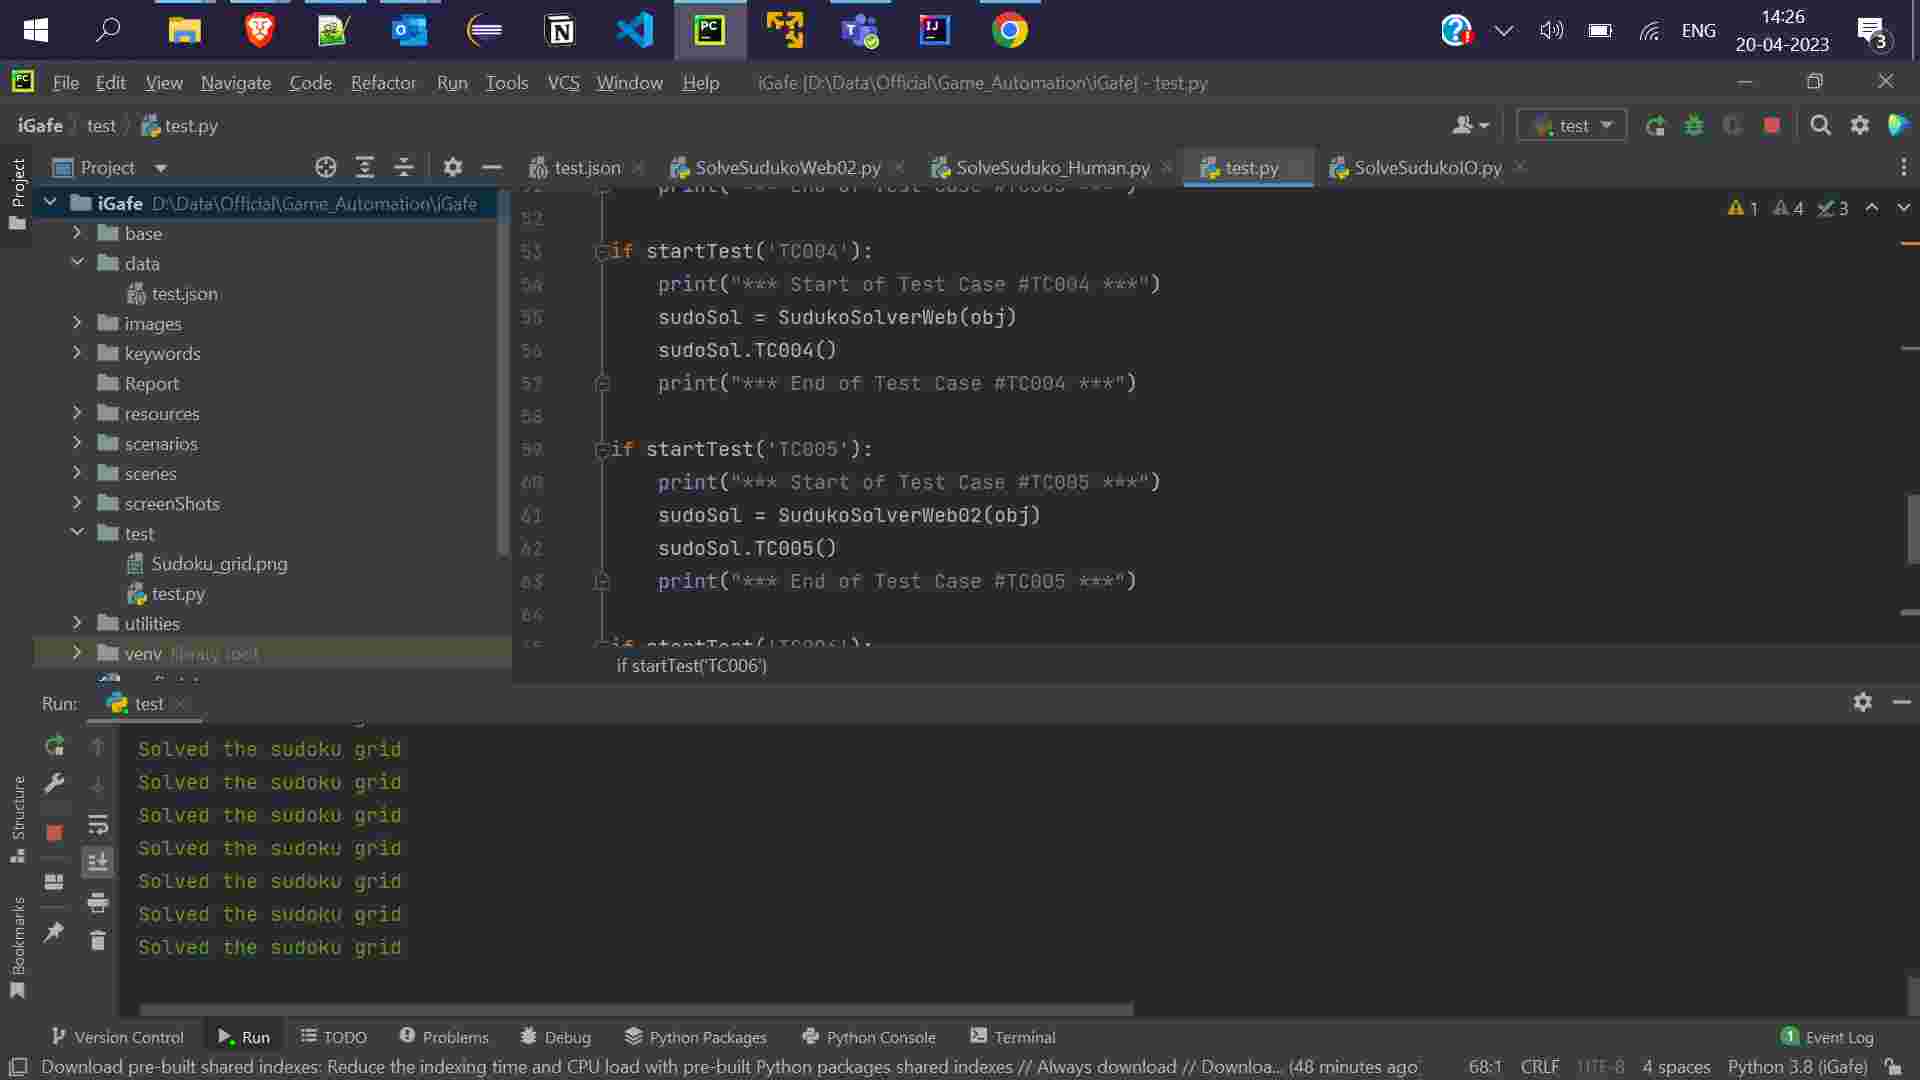 ENG
14:26
20-04-2023
3
File Edit View Navigate Code Refactor Run Tools VCS Window Help iGafe [D:\Data\Official\Game_Automation\iGafe] - test.py
iGafe test test.py
test
Project
test.json SolveSudukoWeb02.py SolveSuduko_Human.py test.py SolveSudukoIO.py
Project
iGafe D:\Data\Official\Game_Automation\iGafe
base
data
test.json
images
keywords
Report
resources
scenarios
scenes
screenShots
test
Sudoku_grid.png
test.py
utilities
venv library root
1 4 3
52
53 if startTest('TC004'):
54 print("*** Start of Test Case #TC004 ***")
55 sudoSol = SudukoSolverWeb(obj)
56 sudoSol.TC004()
57 print("*** End of Test Case #TC004 ***")
58
59 if startTest('TC005'):
60 print("*** Start of Test Case #TC005 ***")
61 sudoSol = SudukoSolverWeb02(obj)
62 sudoSol.TC005()
63 print("*** End of Test Case #TC005 ***")
64
if startTest('TC006'):
if startTest('TC006')
Run: test
Solved the sudoku grid
Solved the sudoku grid
Solved the sudoku grid
Solved the sudoku grid
Solved the sudoku grid
Solved the sudoku grid
Solved the sudoku grid
Structure
Bookmarks
Version Control Run TODO Problems Debug Python Packages Python Console Terminal 1 Event Log
Download pre-built shared indexes: Reduce the indexing time and CPU load with pre-built Python packages shared indexes // Always download // Downloa... (48 minutes ago 68:1 CRLF UTF-8 4 spaces Python 3.8 (iGafe)